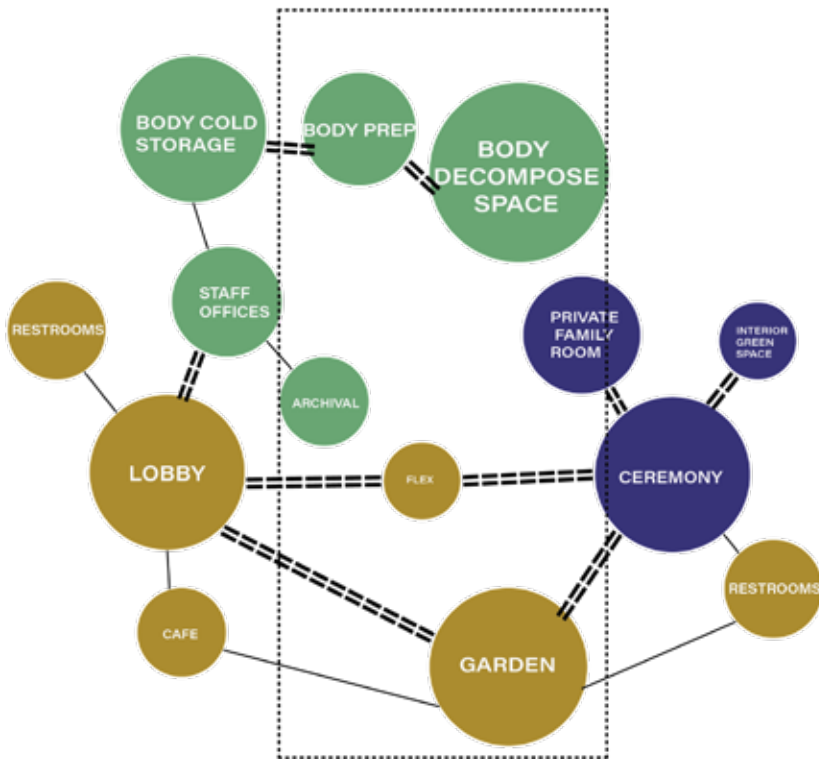 BODY COLD
STORAGE
BODY PREP
BODY
DECOMPOSE
SPACE
STAFF
OFFICES
RESTROOMS
PRIVATE
FAMILY
ROOM
INTERIOR
GREEN
SPACE
ARCHIVAL
LOBBY
FLEX
CEREMONY
RESTROOMS
CAFE
GARDEN